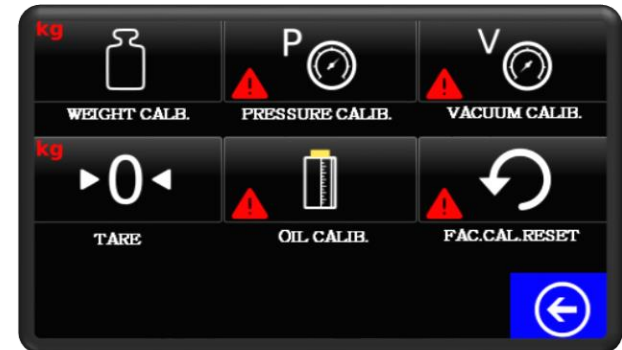 kg
P
V
WEIGHT CALB.
PRESSURE CALIB.
VACUUM CALIB.
kg
0
TARE
OIL CALIB.
FAC.CAL.RESET